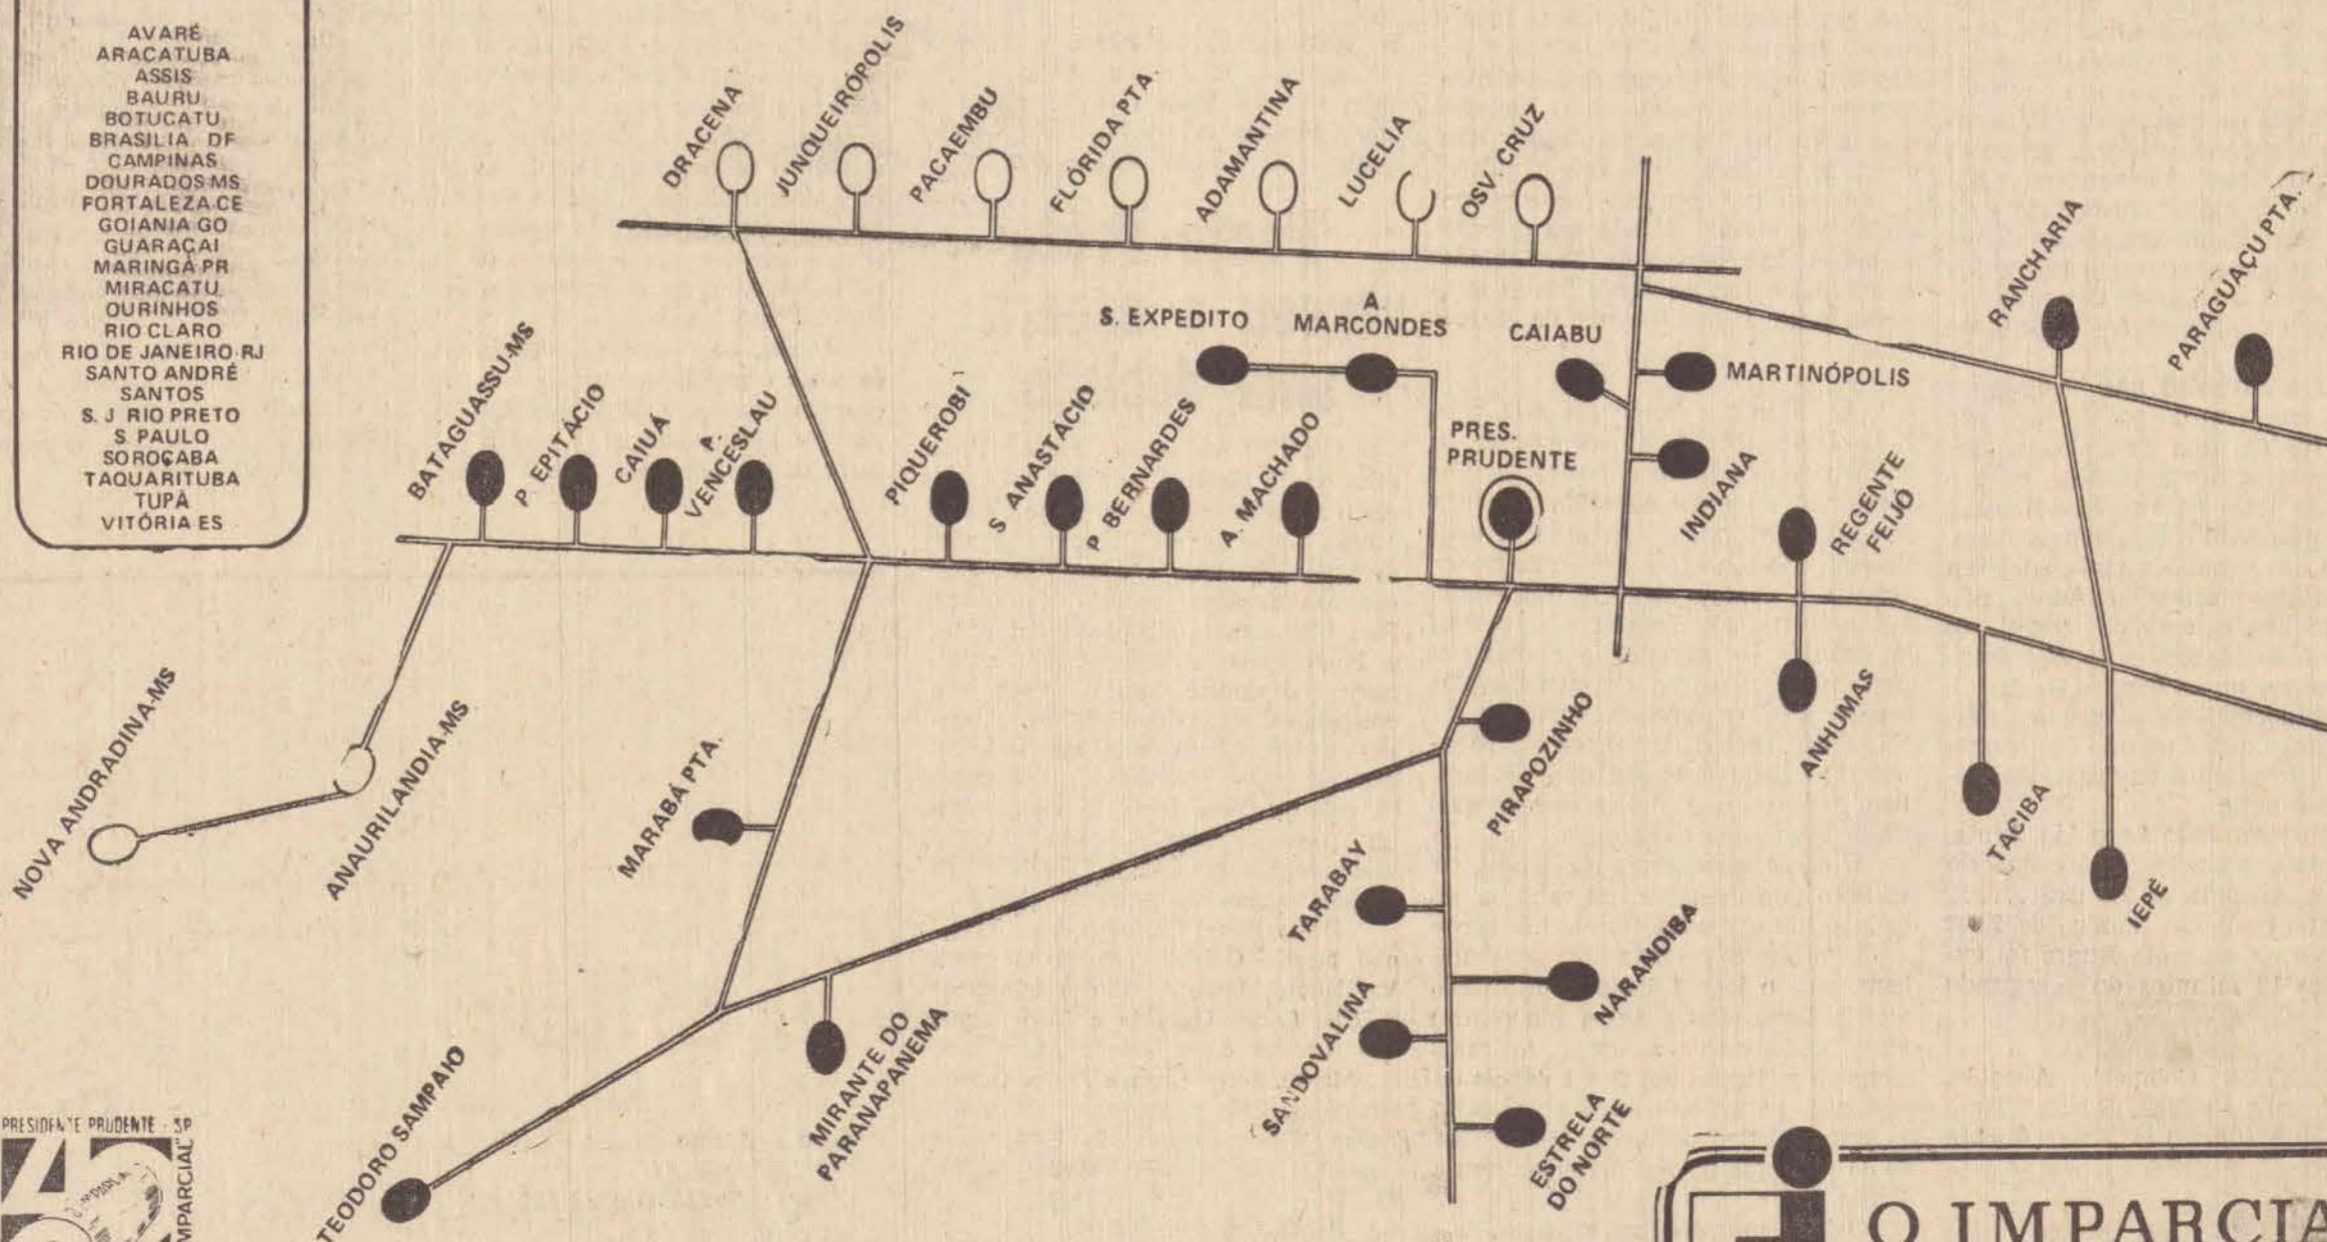 AVARÉ
ARACATUBA
ASSIS
BAURU
BOTUCATU
BRASILIA DF
CAMPINAS
DOURADOS MS
FORTALEZA-CE
GOIANIA GO
GUARAÇAI
MARINGÁ PR
MIRACATU
OURINHOS
RIO CLARO
RIO DE JANEIRO-RJ
SANTO ANDRÉ
SANTOS
S. J RIO PRETO
S. PAULO
SOROCABA
TAQUARITUBA
TUPÃ
VITÓRIA ES
DRACENA
JUNQUEIRÓPOLIS
PACAEMBU
FLÓRIDA PTA.
ADAMANTINA
LUCELIA
OSV. CRUZ
RANCHARIA
PARAGUAÇU PTA.
S. EXPEDITO
A.
MARCONDES
CAIABU
MARTINÓPOLIS
BATAGUASSU-MS
P. EPITÁCIO
CAIUÁ
P.
VENCESLAU
PIQUEROBI
S ANASTÁCIO
P BERNARDES
A. MACHADO
PRES.
PRUDENTE
INDIANA
REGENTE
FEIJÓ
NOVA ANDRADINA-MS
ANAURILANDIA-MS
MARABÁ PTA.
PIRAPOZINHO
ANHUMAS
TACIBA
IEPÊ
TARABAY
NARANDIBA
SANDOVALINA
ESTRELA
DO NORTE
MIRANTE DO
PARANAPANEMA
TEODORO SAMPAIO
PRESIDENTE PRUDENTE - SP
IMPARCIAL"
O IMPARCIA